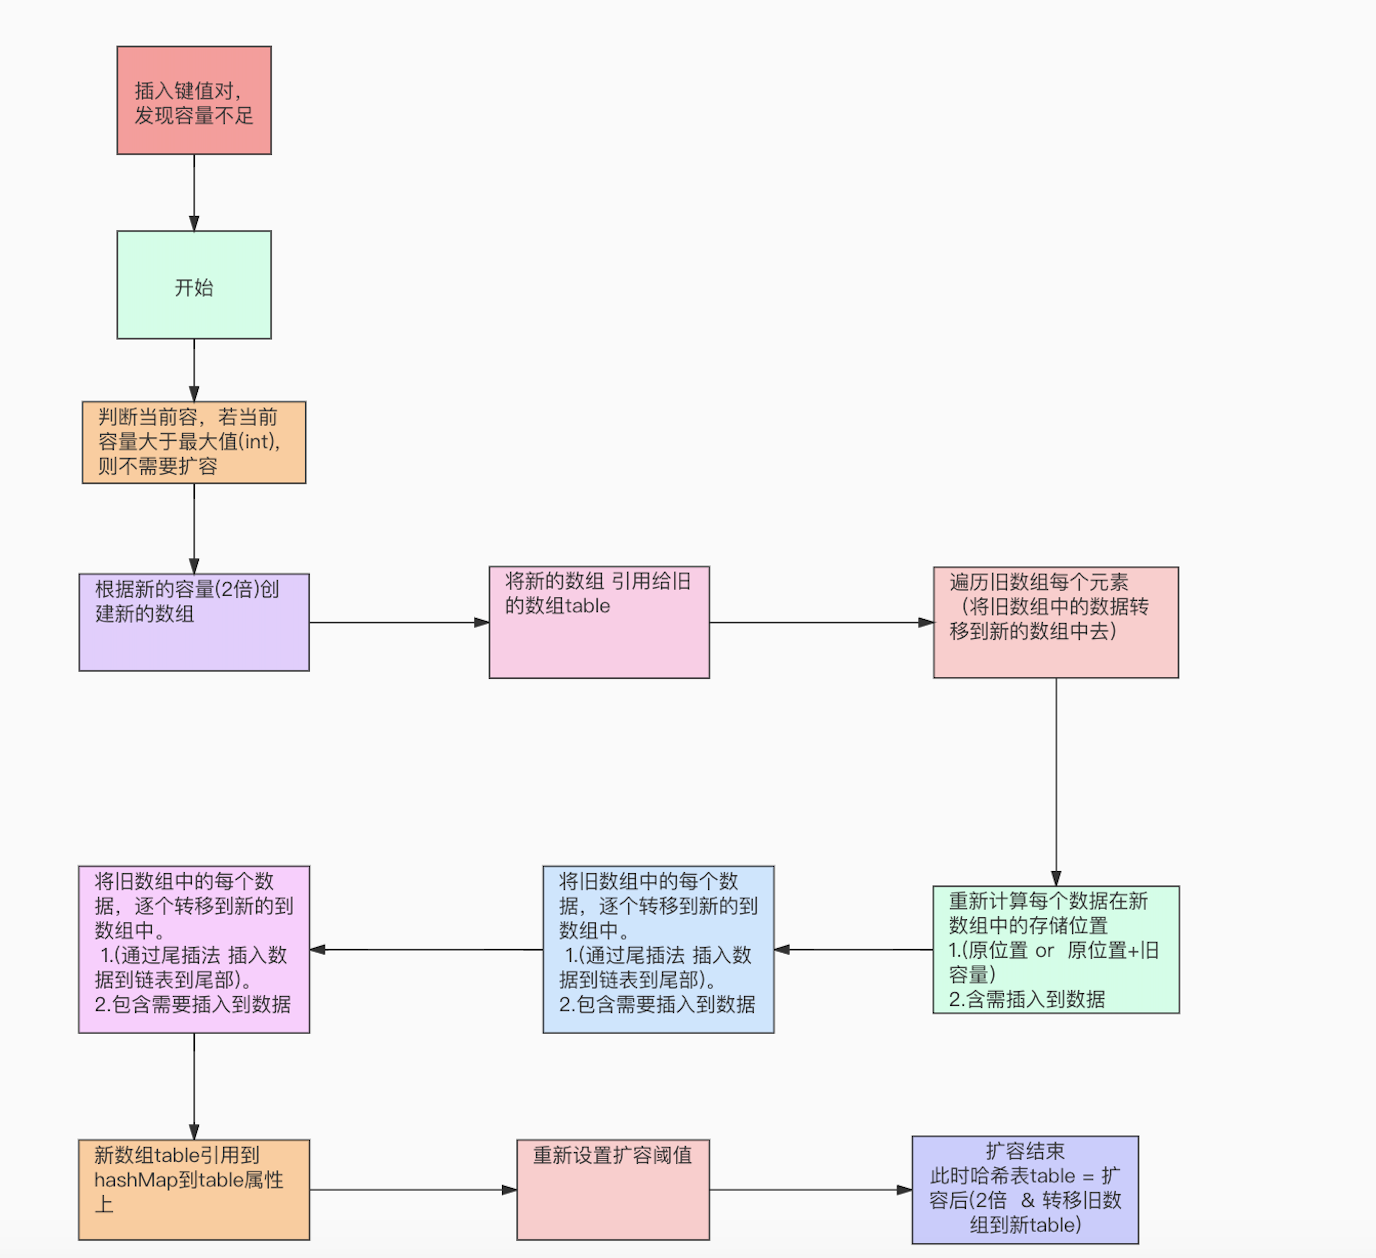 插入键值对，
发现容量不足
开始
判断当前容，若当前
容量大于最大值(int),
则不需要扩容
根据新的容量(2倍)创
建新的数组
将新的数组 引用给旧
的数组table
遍历旧数组每个元素
（将旧数组中的数据转
移到新的数组中去）
重新计算每个数据在新
数组中的存储位置
1.(原位置 or 原位置+旧
容量)
2.含需插入到数据
将旧数组中的每个数
据，逐个转移到新的到
数组中。
1.(通过尾插法 插入数
据到链表到尾部)。
2.包含需要插入到数据
将旧数组中的每个数
据，逐个转移到新的到
数组中。
1.(通过尾插法 插入数
据到链表到尾部)。
2.包含需要插入到数据
新数组table引用到
hashMap到table属性
上
重新设置扩容阈值
扩容结束
此时哈希表table = 扩
容后(2倍 & 转移旧数
组到新table)